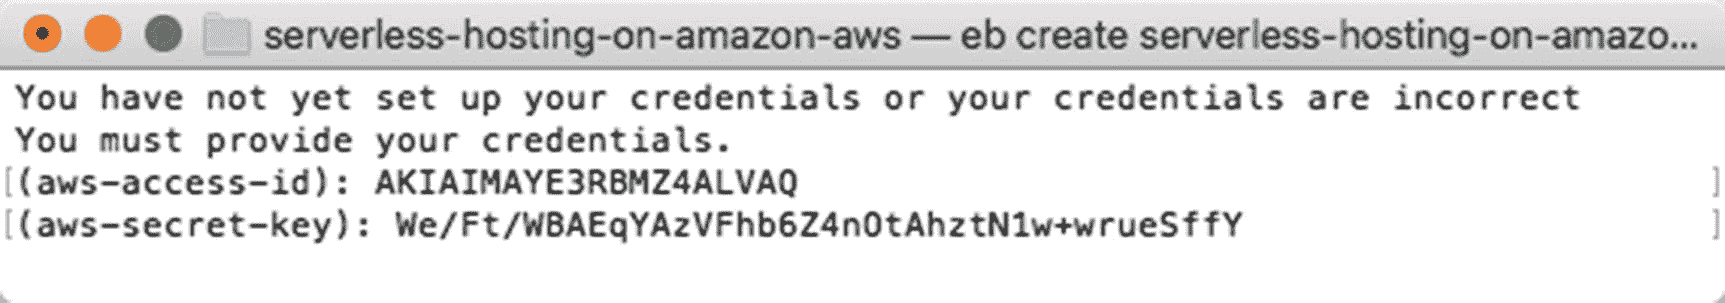 serverless-hosting-on-amazon-aws — eb create serverless-hosting-on-amazo...
You have not yet set up your credentials or your credentials are incorrect
You must provide your credentials.
[(aws-access-id): AKIAIMAYE3RBMZ4ALVAQ ]
[(aws-secret-key): We/Ft/WBAEqYAzVFhb6Z4nOtAhztN1w+wrueSffY ]